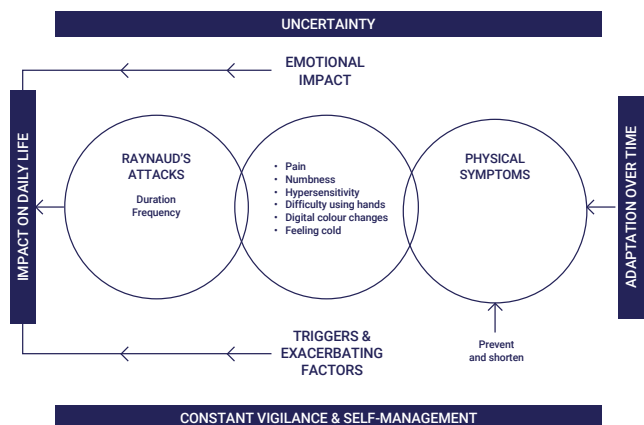 UNCERTAINTY
EMOTIONAL
IMPACT
IMPACT ON DAILY LIFE
RAYNAUD'S
ATTACKS
Duration
Frequency
• Pain
• Numbness
• Hypersensitivity
• Difficulty using hands
• Digital colour changes
• Feeling cold
PHYSICAL
SYMPTOMS
ADAPTATION OVER TIME
TRIGGERS &
EXACERBATING
FACTORS
Prevent
and shorten
CONSTANT VIGILANCE & SELF-MANAGEMENT